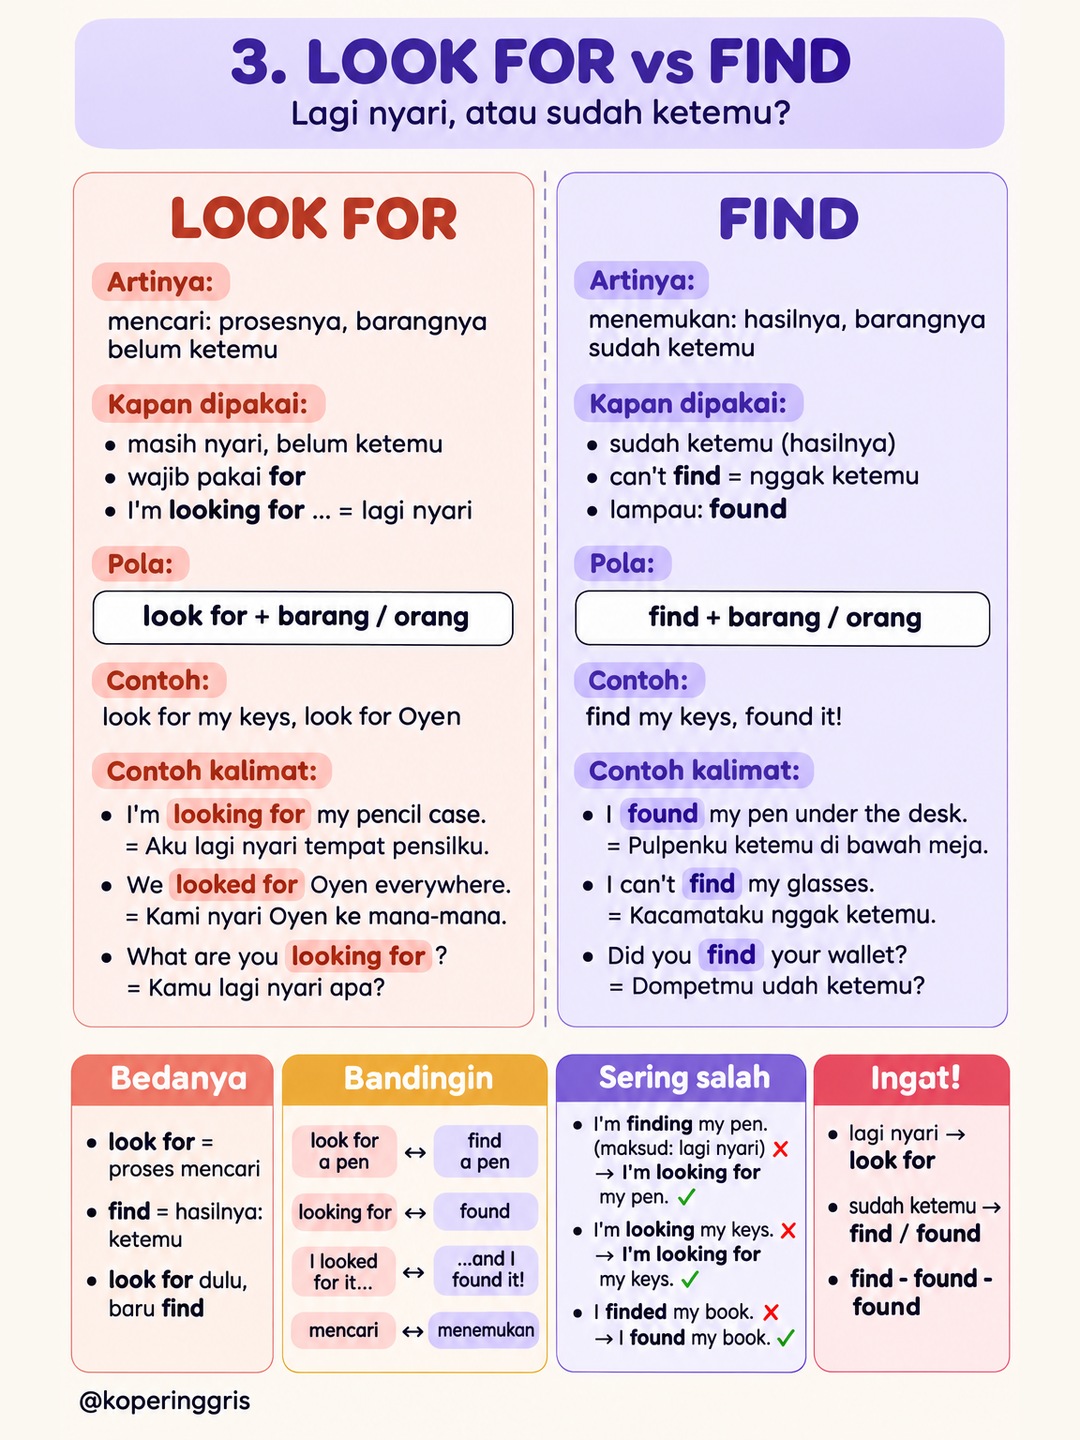 3. LOOK FOR vs FIND
Lagi nyari, atau sudah ketemu?
LOOK FOR
Artinya:
mencari: prosesnya, barangnya
belum ketemu
Kapan dipakai:
• masih nyari, belum ketemu
• wajib pakai for
• I'm looking for ... = lagi nyari
Pola:
look for + barang / orang
Contoh:
look for my keys, look for Oyen
Contoh kalimat:
• I'm looking for my pencil case.
= Aku lagi nyari tempat pensilku.
• We looked for Oyen everywhere.
= Kami nyari Oyen ke mana-mana.
• What are you looking for ?
= Kamu lagi nyari apa?
FIND
Artinya:
menemukan: hasilnya, barangnya
sudah ketemu
Kapan dipakai:
• sudah ketemu (hasilnya)
• can't find = nggak ketemu
• lampau: found
Pola:
find + barang / orang
Contoh:
find my keys, found it!
Contoh kalimat:
• I found my pen under the desk.
= Pulpenku ketemu di bawah meja.
• I can't find my glasses.
= Kacamataku nggak ketemu.
• Did you find your wallet?
= Dompetmu udah ketemu?
Bedanya
• look for =
proses mencari
• find = hasilnya:
ketemu
• look for dulu,
baru find
Bandingin
look for
a pen
↔
find
a pen
looking for ↔ found
I looked
for it...
↔
...and I
found it!
mencari ↔ menemukan
Sering salah
• I'm finding my pen.
(maksud: lagi nyari) ❌
→ I'm looking for
my pen. ✓
• I'm looking my keys. ❌
→ I'm looking for
my keys. ✓
• I finded my book. ❌
→ I found my book. ✓
Ingat!
• lagi nyari →
look for
• sudah ketemu →
find / found
• find - found -
found
@koperinggris